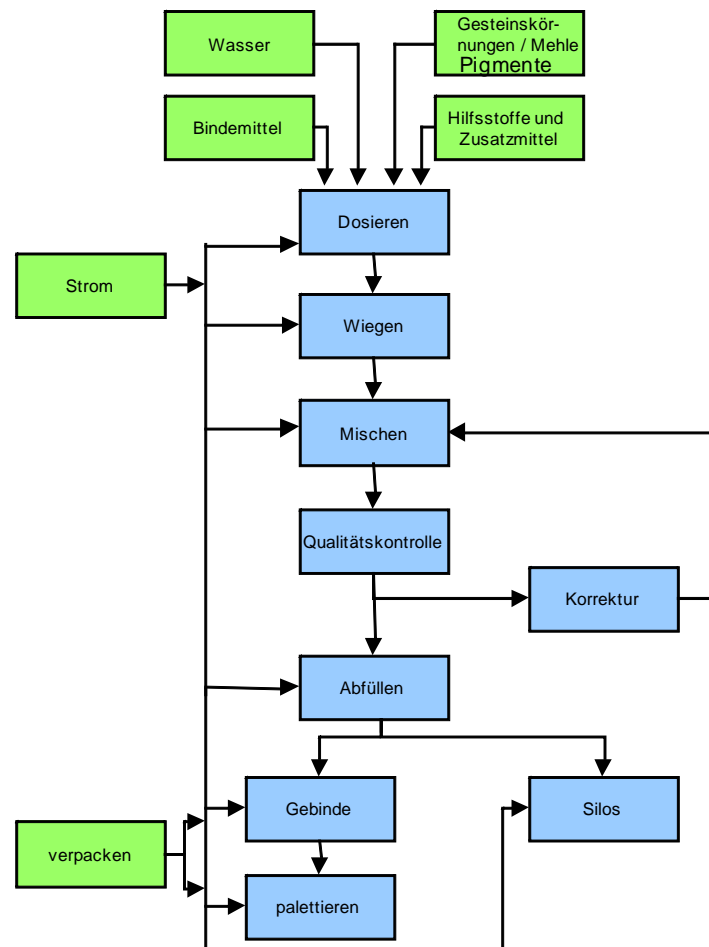 Wasser
Gesteinskör-
nungen / Mehle
Pigmente
Bindemittel
Hilfsstoffe und
Zusatzmittel
Dosieren
Strom
Wiegen
Mischen
Qualitätskontrolle
Korrektur
Abfüllen
Gebinde
Silos
verpacken
palettieren